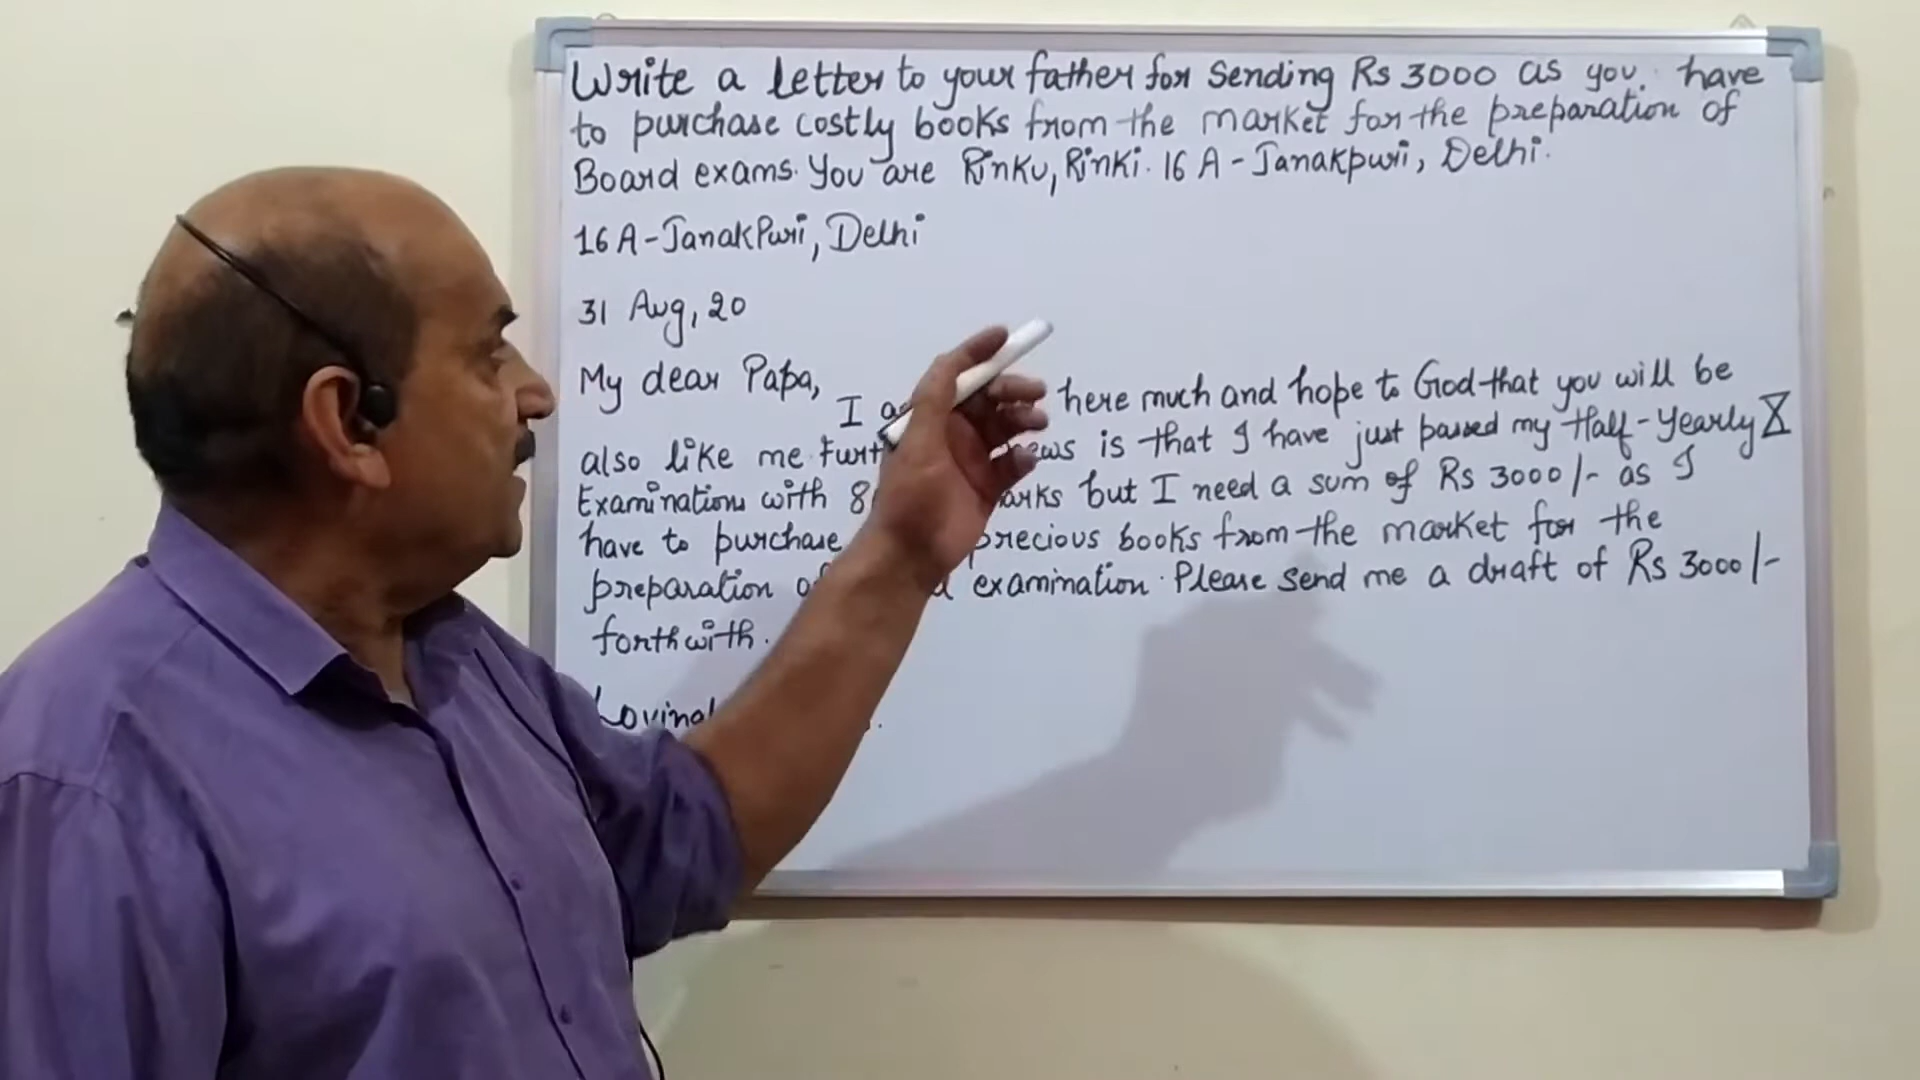 Write a letter to your father for Sending Rs 3000 as you have
to purchase costly books from the market for the preparation of
Board exams. You are Rinku, Rinki. 16 A - Janakpuri, Delhi.
16 A - JanakPuri, Delhi
31 Aug, 20
My dear Papa,
I here much and hope to God that you will be
also like me news is that I have just passed my Half-Yearly X
Examinations with but I need a sum of Rs 3000/- as I
have to purchase precious books from the market for the
preparation examination. Please send me a draft of Rs 3000/-
forthwith.